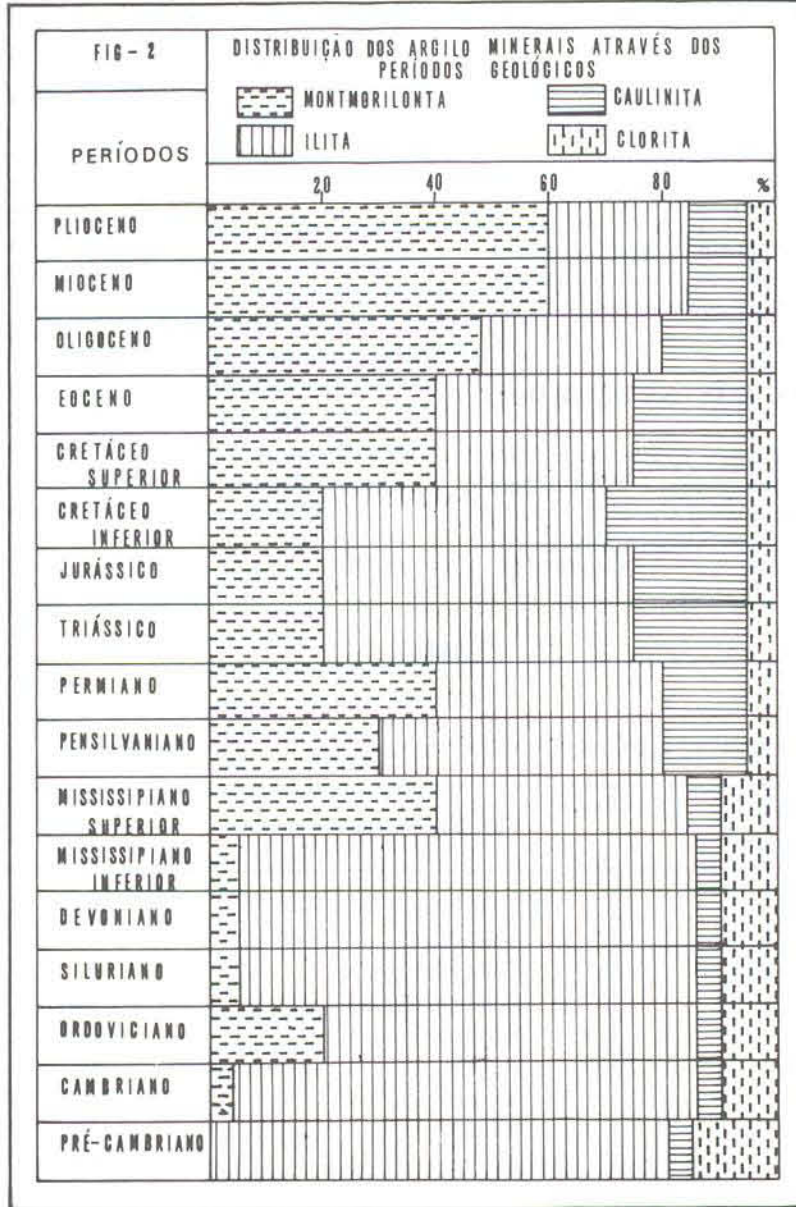 FIG-2
DISTRIBUIÇÃO DOS ARGILO MINERAIS ATRAVÉS DOS
PERÍODOS GEOLÓGICOS
MONTMORILONTA
CAULINITA
ILITA
CLORITA
PERÍODOS
20 40 60 80 %
PLIOCENO
MIOCENO
OLIGOCENO
EOCENO
CRETÁCEO
SUPERIOR
CRETÁCEO
INFERIOR
JURÁSSICO
TRIÁSSICO
PERMIANO
PENSILVANIANO
MISSISSIPIANO
SUPERIOR
MISSISSIPIANO
INFERIOR
DEVONIANO
SILURIANO
ORDOVICIANO
CAMBRIANO
PRÉ-CAMBRIANO